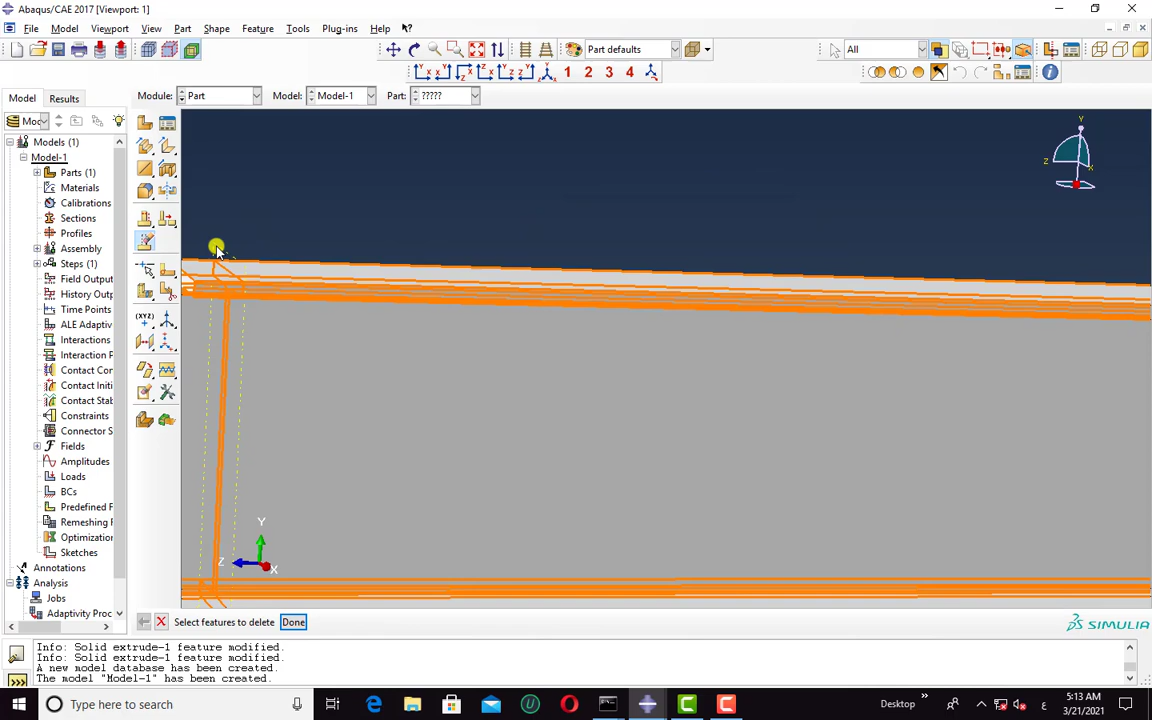 Abaqus/CAE 2017 [Viewport: 1]
File Model Viewport View Part Shape Feature Tools Plug-ins Help
Part defaults
All
1 2 3 4
Model Results
Module: Part Model: Model-1 Part: ?????
Mod
Models (1)
Model-1
Parts (1)
Materials
Calibrations
Sections
Profiles
Assembly
Steps (1)
Field Output
History Outp
Time Points
ALE Adaptiv
Interactions
Interaction P
Contact Con
Contact Initi
Contact Stab
Constraints
Connector S
Fields
Amplitudes
Loads
BCs
Predefined F
Remeshing R
Optimization
Sketches
Annotations
Analysis
Jobs
Adaptivity Proc
(XYZ)
Y
Z
X
Y
Z
X
Select features to delete Done
SIMULIA
Info: Solid extrude-1 feature modified.
Info: Solid extrude-1 feature modified.
A new model database has been created.
The model "Model-1" has been created.
Type here to search
Desktop
ع
5:13 AM
3/21/2021